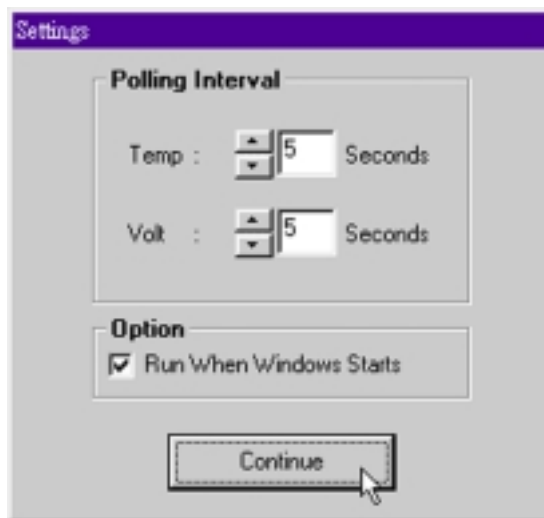 Settings
Polling Interval
Temp : 5 Seconds
Volt : 5 Seconds
Option
Run When Windows Starts
Continue